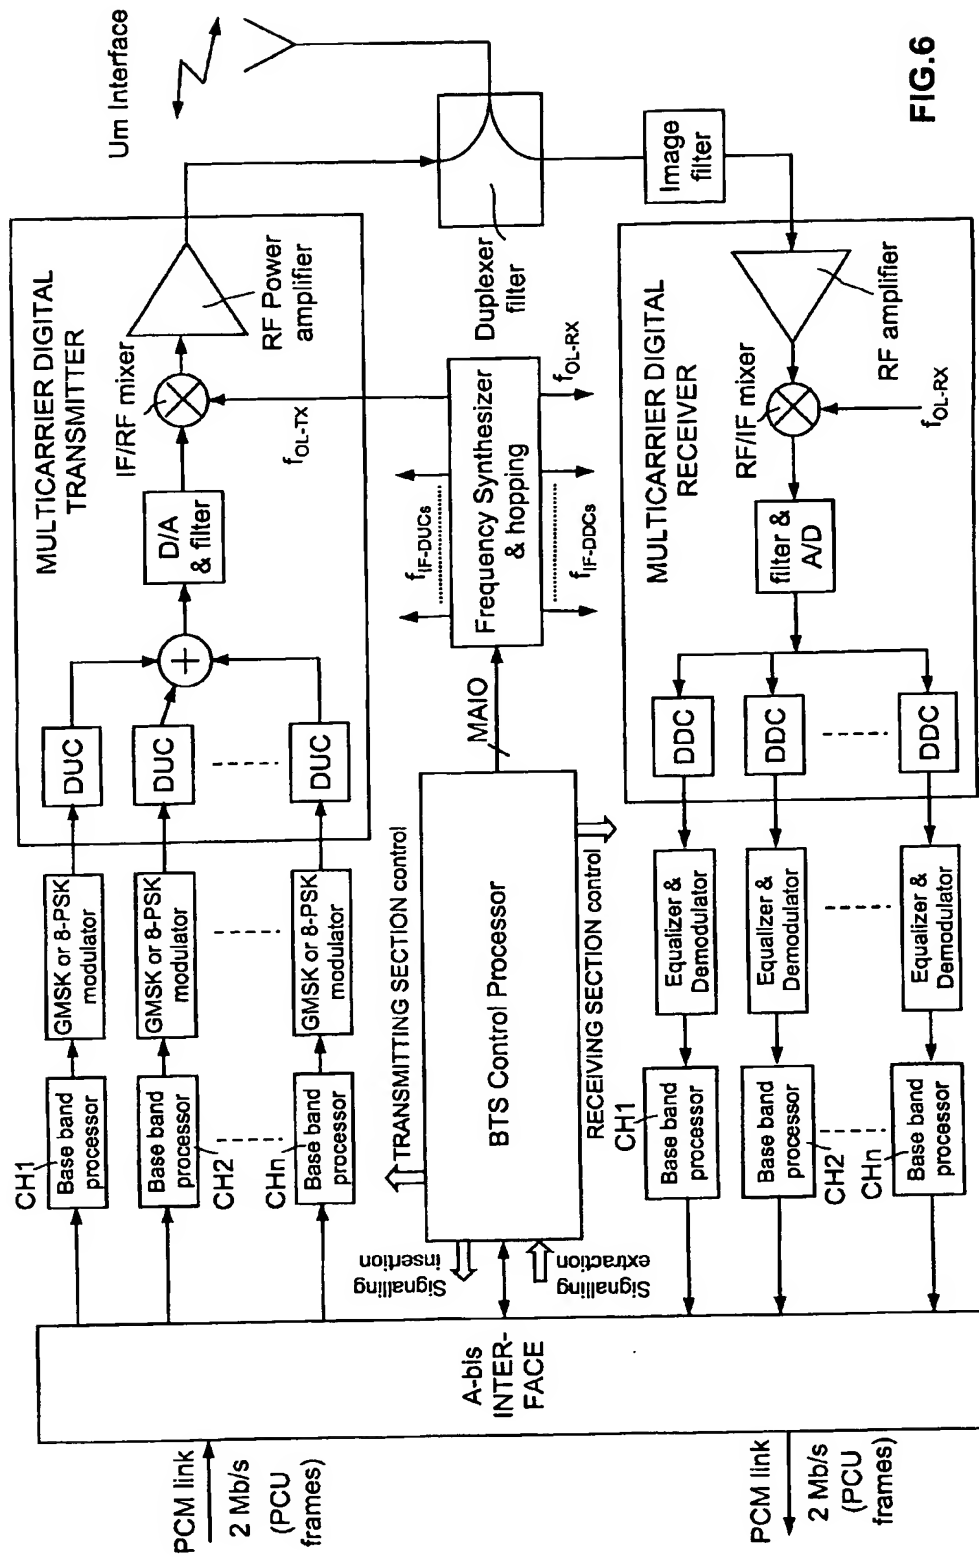 Um Interface
FIG.6
MULTICARRIER DIGITAL
TRANSMITTER
DUC
DUC
DUC
+
D/A
& filter
IF/RF mixer
RF Power
amplifier
fOL-TX
GMSK or 8-PSK
modulator
GMSK or 8-PSK
modulator
GMSK or 8-PSK
modulator
CH1
Base band
processor
Base band
processor
CH2
CHn
Base band
processor
Duplexer
filter
Image
filter
TRANSMITTING SECTION control
BTS Control Processor
MAIO
Frequency Synthesizer
& hopping
fIF-DUCs
fIF-DDCs
fOL-RX
RECEIVING SECTION control
Signalling
insertion
Signalling
extraction
A-bis
INTER-
FACE
PCM link
2 Mb/s
(PCU
frames)
PCM link
2 Mb/s
(PCU
frames)
MULTICARRIER DIGITAL
RECEIVER
RF amplifier
RF/IF mixer
fOL-RX
filter &
A/D
DDC
DDC
DDC
Equalizer &
Demodulator
Equalizer &
Demodulator
Equalizer &
Demodulator
CH1
Base band
processor
Base band
processor
CH2
CHn
Base band
processor